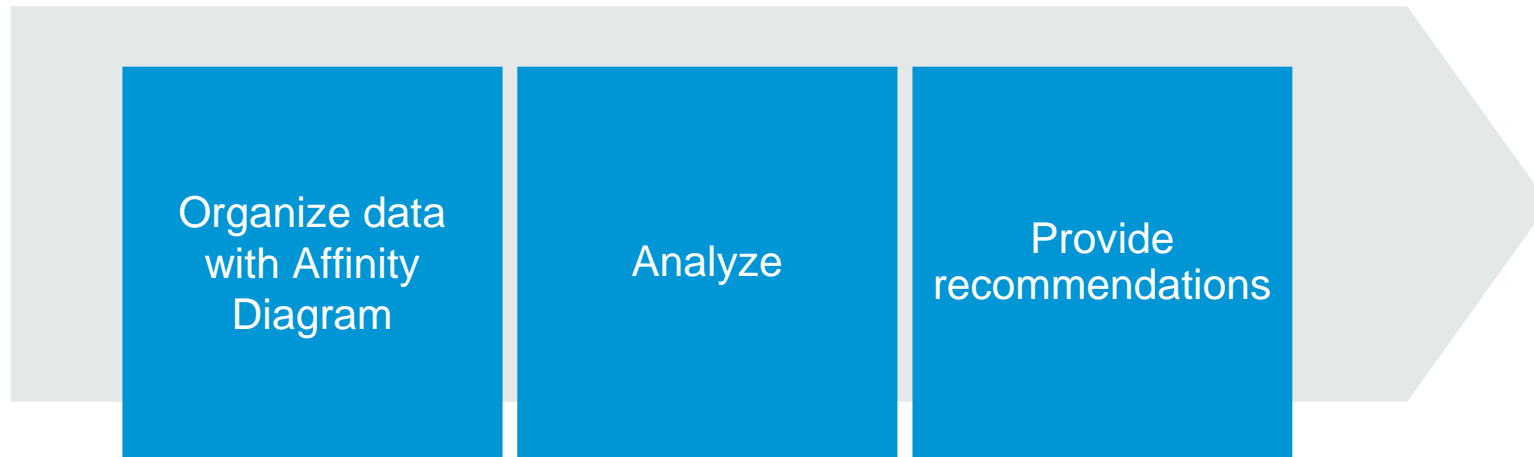 Organize data
with Affinity
Diagram
Analyze
Provide
recommendations